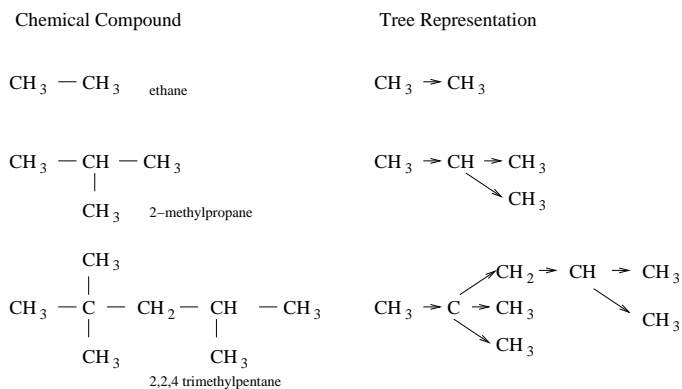 Chemical Compound Tree Representation
CH3 — CH3 ethane CH3 → CH3
CH3 — CH — CH3 CH3 → CH → CH3
CH3 2−methylpropane CH3
CH3 CH2 → CH → CH3
CH3 — C — CH2 — CH — CH3 CH3 → C → CH3 CH3
CH3 CH3 CH3
2,2,4 trimethylpentane